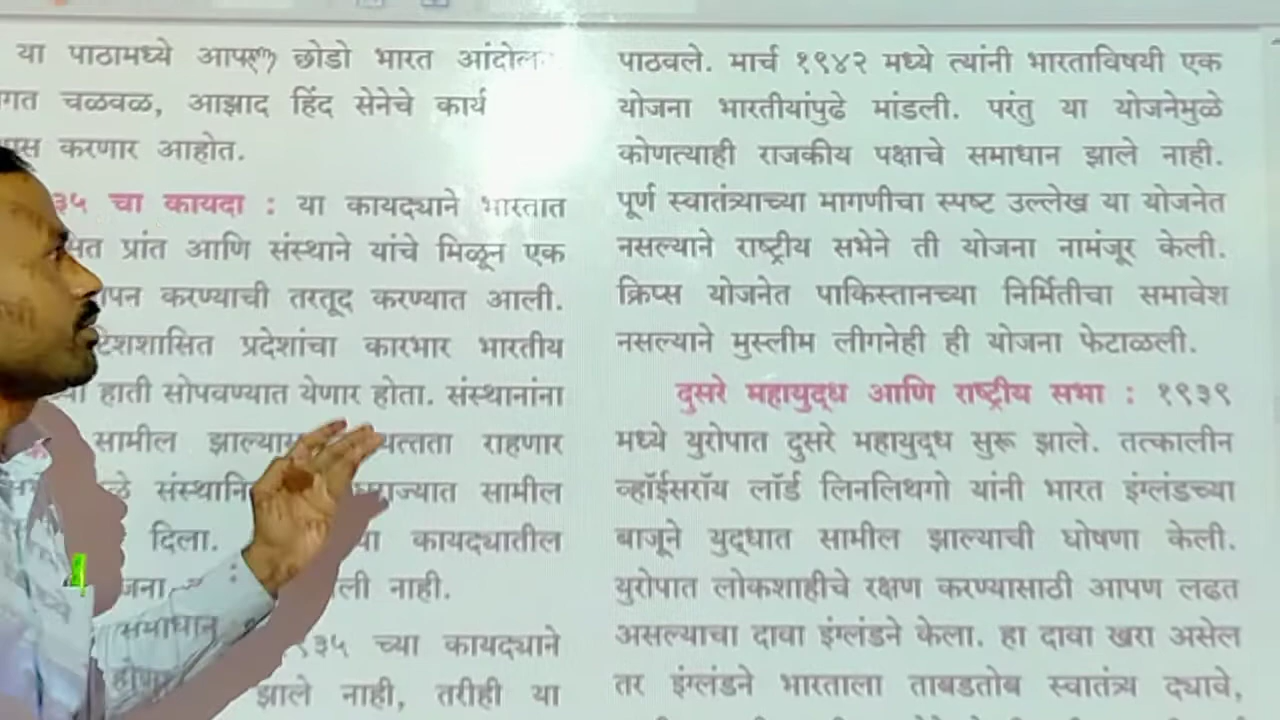 या पाठामध्ये आपण छोडो भारत आंदोलन
चळवळ, आझाद हिंद सेनेचे कार्य
करणार आहोत.
चा कायदा : या कायद्याने भारतात
प्रांत आणि संस्थाने यांचे मिळून एक
करण्याची तरतूद करण्यात आली.
प्रदेशांचा कारभार भारतीय
हाती सोपवण्यात येणार होता. संस्थानांना
सामील राहणार
सामील
दिला. कायद्यातील
नाही.
च्या कायद्याने
झाले नाही, तरीही या
पाठवले. मार्च १९४२ मध्ये त्यांनी भारताविषयी एक
योजना भारतीयांपुढे मांडली. परंतु या योजनेमुळे
कोणत्याही राजकीय पक्षाचे समाधान झाले नाही.
पूर्ण स्वातंत्र्याच्या मागणीचा स्पष्ट उल्लेख या योजनेत
नसल्याने राष्ट्रीय सभेने ती योजना नामंजूर केली.
क्रिप्स योजनेत पाकिस्तानच्या निर्मितीचा समावेश
नसल्याने मुस्लीम लीगनेही ही योजना फेटाळली.
दुसरे महायुद्ध आणि राष्ट्रीय सभा : १९३९
मध्ये युरोपात दुसरे महायुद्ध सुरू झाले. तत्कालीन
व्हॉईसरॉय लॉर्ड लिनलिथगो यांनी भारत इंग्लंडच्या
बाजूने युद्धात सामील झाल्याची घोषणा केली.
युरोपात लोकशाहीचे रक्षण करण्यासाठी आपण लढत
असल्याचा दावा इंग्लंडने केला. हा दावा खरा असेल
तर इंग्लंडने भारताला ताबडतोब स्वातंत्र्य द्यावे,